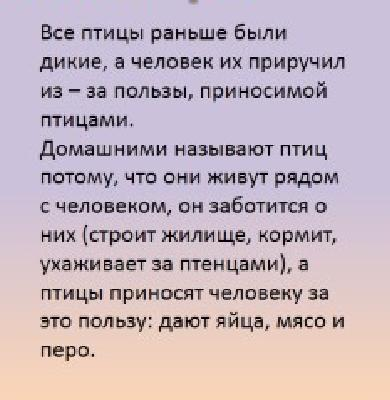 Все птицы раньше были
дикие, а человек их приручил
из – за пользы, приносимой
птицами.
Домашними называют птиц
потому, что они живут рядом
с человеком, он заботится о
них (строит жилище, кормит,
ухаживает за птенцами), а
птицы приносят человеку за
это пользу: дают яйца, мясо и
перо.